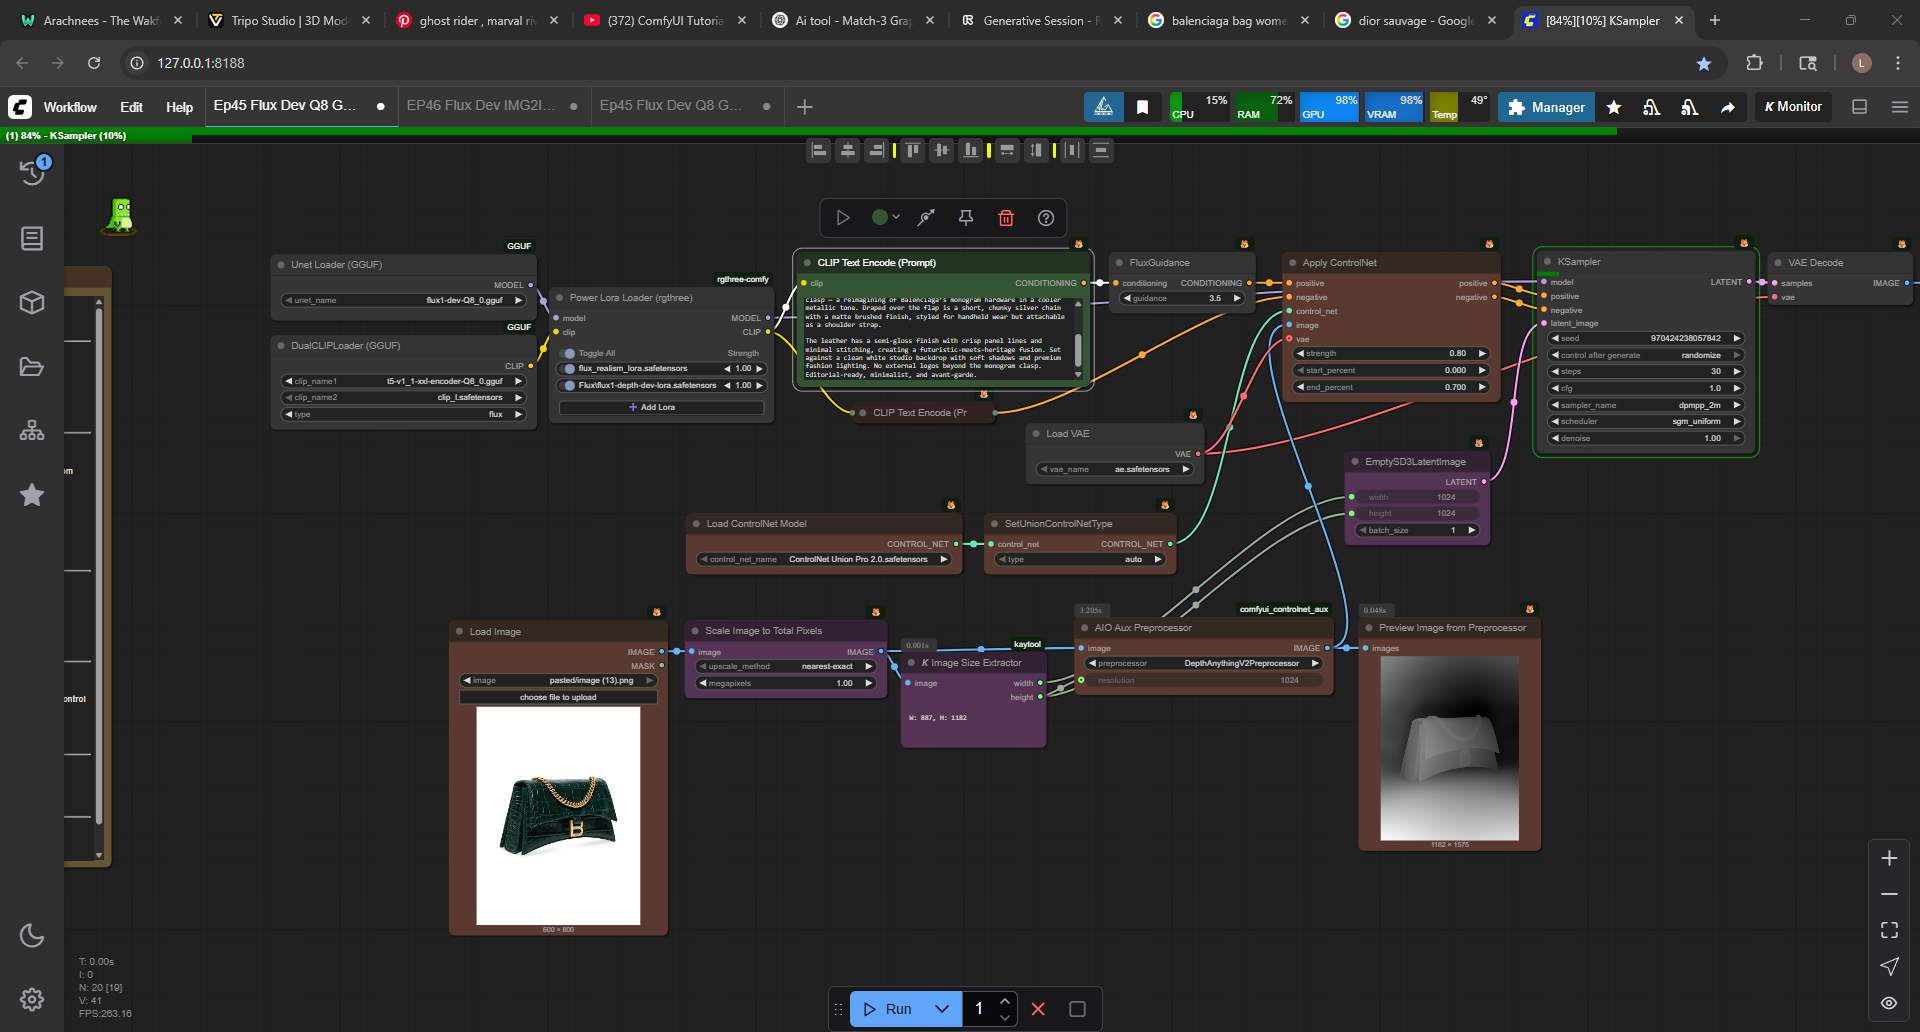 Arachnees - The Wakf
Tripo Studio | 3D Mod
ghost rider , marval ri
(372) ComfyUI Tutoria
Ai tool - Match-3 Grap
Generative Session - R
balenciaga bag wome
dior sauvage - Google
[84%][10%] KSampler
127.0.0.1:8188
L
Workflow
Edit
Help
Ep45 Flux Dev Q8 G...
EP46 Flux Dev IMG2I...
Ep45 Flux Dev Q8 G...
CPU 15%
RAM 72%
GPU 98%
VRAM 98%
Temp 49°
Manager
K Monitor
(1) 84% - KSampler (10%)
1
GGUF
Unet Loader (GGUF)
MODEL
unet_name flux1-dev-Q8_0.gguf
GGUF
DualCLIPLoader (GGUF)
CLIP
clip_name1 t5-v1_1-xxl-encoder-Q8_0.gguf
clip_name2 clip_l.safetensors
type flux
rgthree-comfy
Power Lora Loader (rgthree)
model MODEL
clip CLIP
Toggle All Strength
flux_realism_lora.safetensors 1.00
Flux\flux1-depth-dev-lora.safetensors 1.00
+ Add Lora
CLIP Text Encode (Prompt)
clip CONDITIONING
clasp — a reimagining of Balenciaga's monogram hardware in a cooler
metallic tone. Draped over the flap is a short, chunky silver chain
with a matte brushed finish, styled for handheld wear but attachable
as a shoulder strap.
The leather has a semi-gloss finish with crisp panel lines and
minimal stitching, creating a futuristic-meets-heritage fusion. Set
against a clean white studio backdrop with soft shadows and premium
fashion lighting. No external logos beyond the monogram clasp.
Editorial-ready, minimalist, and avant-garde.
CLIP Text Encode (Pr
FluxGuidance
conditioning CONDITIONING
guidance 3.5
Apply ControlNet
positive positive
negative negative
control_net
image
vae
strength 0.80
start_percent 0.000
end_percent 0.700
KSampler
model LATENT
positive
negative
latent_image
seed 970424238057842
control after generate randomize
steps 30
cfg 1.0
sampler_name dpmpp_2m
scheduler sgm_uniform
denoise 1.00
VAE Decode
samples IMAGE
vae
Load VAE
VAE
vae_name ae.safetensors
EmptySD3LatentImage
LATENT
width 1024
height 1024
batch_size 1
Load ControlNet Model
CONTROL_NET
control_net_name ControlNet Union Pro 2.0.safetensors
SetUnionControlNetType
control_net CONTROL_NET
type auto
om
ontrol
Load Image
IMAGE
MASK
image pasted/image (13).png
choose file to upload
B
600 × 800
Scale Image to Total Pixels
image IMAGE
upscale_method nearest-exact
megapixels 1.00
0.001s
kaytool
K Image Size Extractor
image width
height
W: 887, H: 1182
3.205s
comfyui_controlnet_aux
AIO Aux Preprocessor
image IMAGE
preprocessor DepthAnythingV2Preprocessor
resolution 1024
0.048s
Preview Image from Preprocessor
images
1182 × 1575
T: 0.00s
I: 0
N: 20 [19]
V: 41
FPS:263.16
Run
1